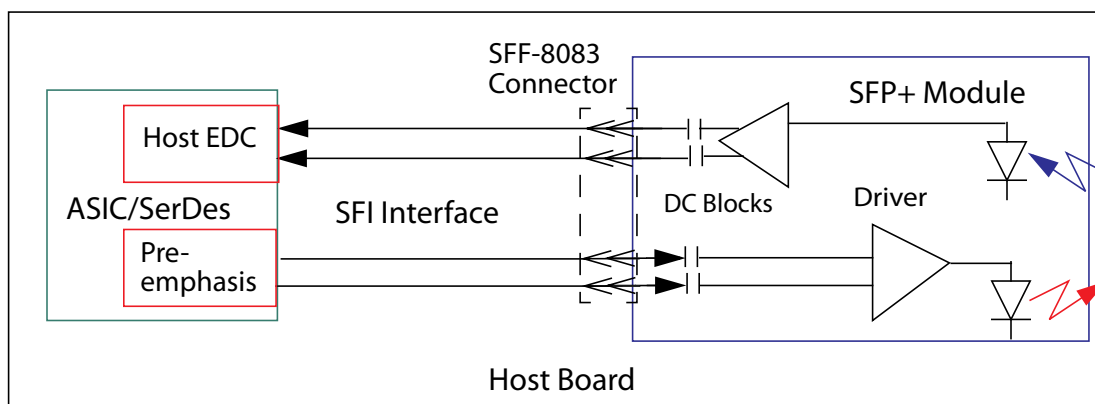 SFF-8083
Connector
SFP+ Module
Host EDC
ASIC/SerDes
SFI Interface
DC Blocks
Driver
Pre-
emphasis
Host Board